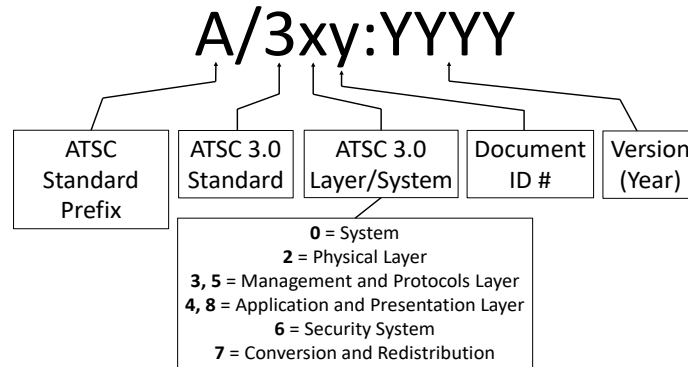 A/3xy:YYYY
ATSC
Standard
Prefix
ATSC 3.0
Standard
ATSC 3.0
Layer/System
Document
ID #
Version
(Year)
0 = System
2 = Physical Layer
3, 5 = Management and Protocols Layer
4, 8 = Application and Presentation Layer
6 = Security System
7 = Conversion and Redistribution